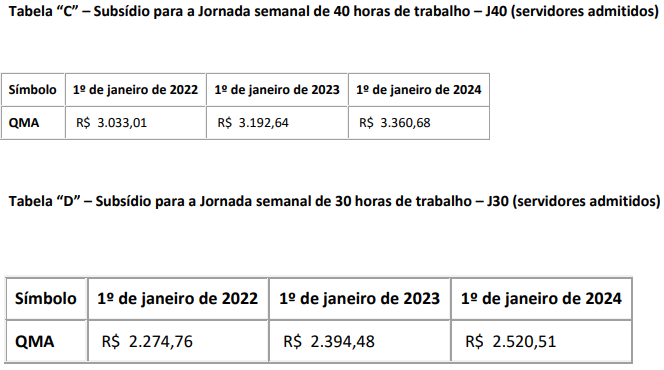 Tabela “C” – Subsídio para a Jornada semanal de 40 horas de trabalho – J40 (servidores admitidos)
Símbolo 1º de janeiro de 2022 1º de janeiro de 2023 1º de janeiro de 2024
QMA R$ 3.033,01 R$ 3.192,64 R$ 3.360,68
Tabela “D” – Subsídio para a Jornada semanal de 30 horas de trabalho – J30 (servidores admitidos)
Símbolo 1º de janeiro de 2022 1º de janeiro de 2023 1º de janeiro de 2024
QMA R$ 2.274,76 R$ 2.394,48 R$ 2.520,51